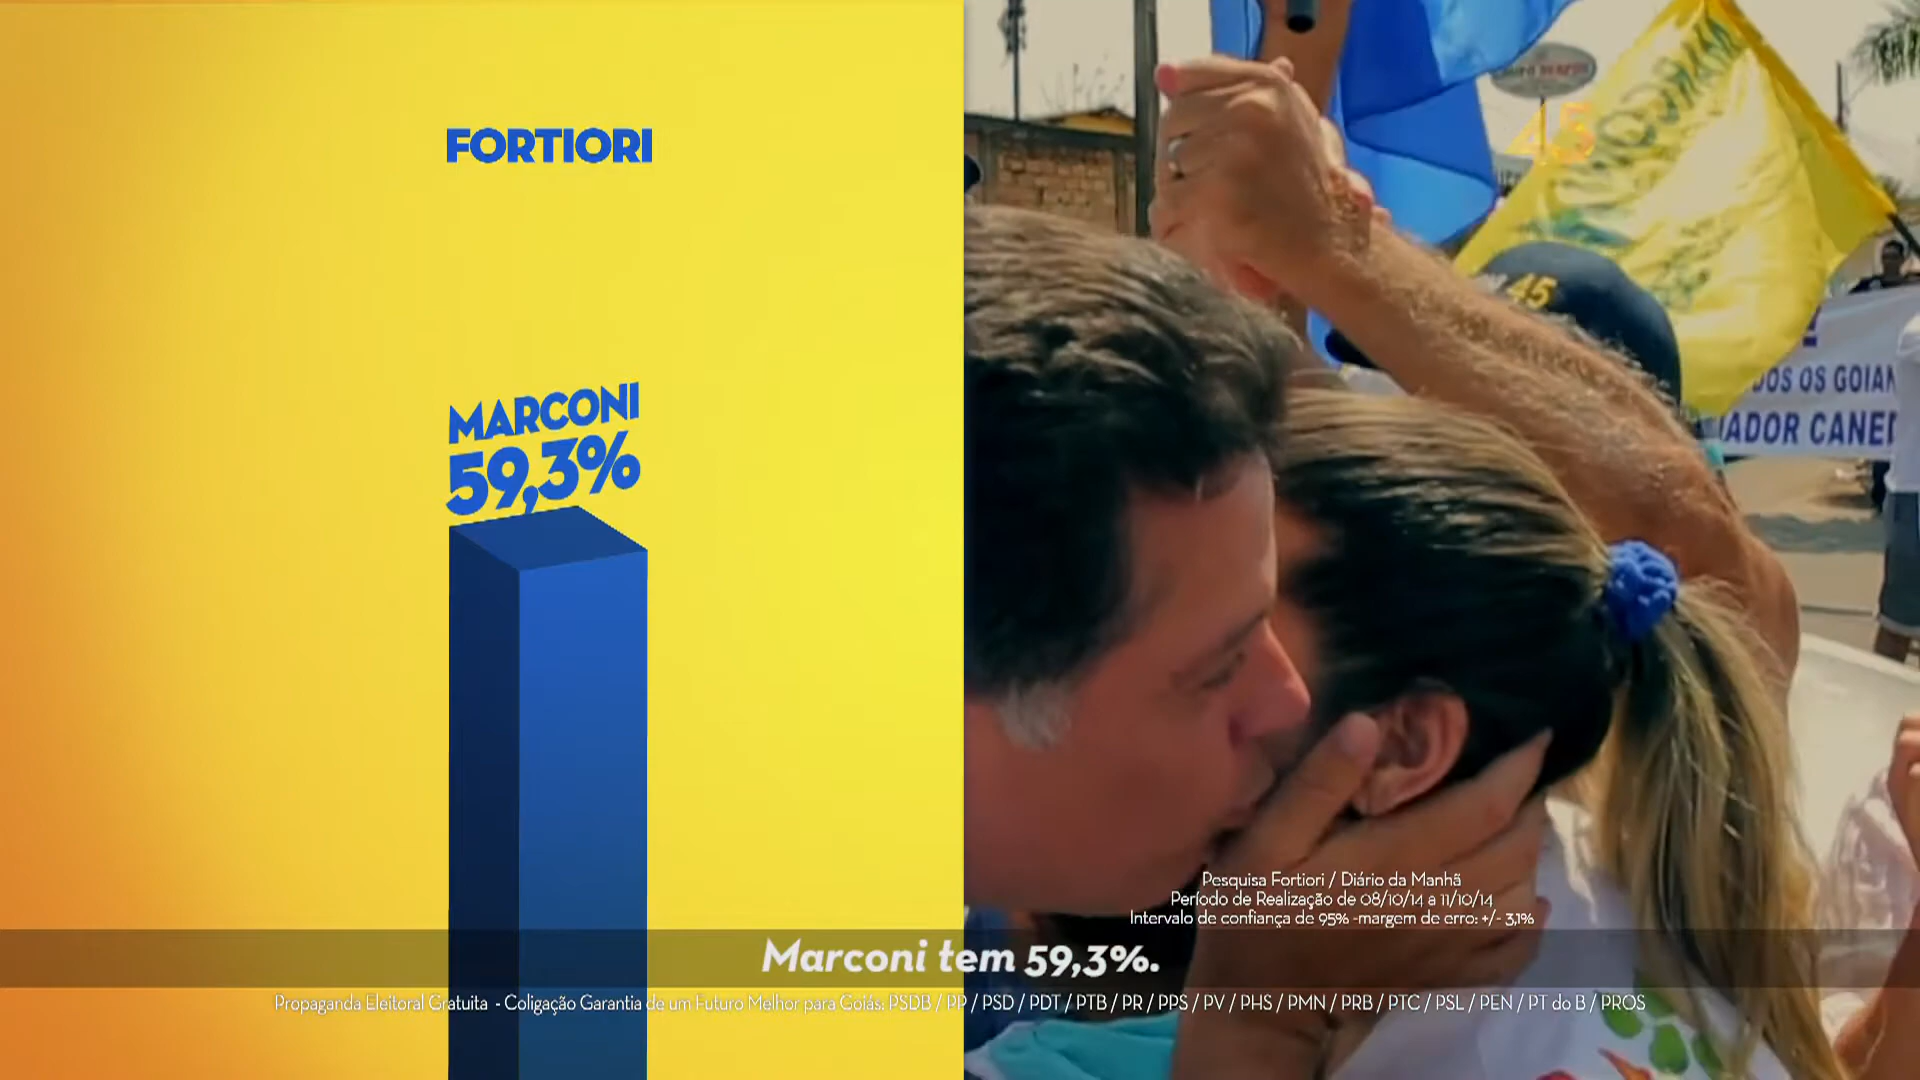 FORTIORI
MARCONI
59,3%
45
45
DOS OS GOIAN
ADOR CANE
Pesquisa Fortiori / Diário da Manhã
Período de Realização de 08/10/14 a 11/10/14
Intervalo de confiança de 95% -margem de erro: +/- 3,1%
Marconi tem 59,3%.
Propaganda Eleitoral Gratuita - Coligação Garantia de um Futuro Melhor para Goiás: PSDB / PP / PSD / PDT / PTB / PR / PPS / PV / PHS / PMN / PRB / PTC / PSL / PEN / PT do B / PROS